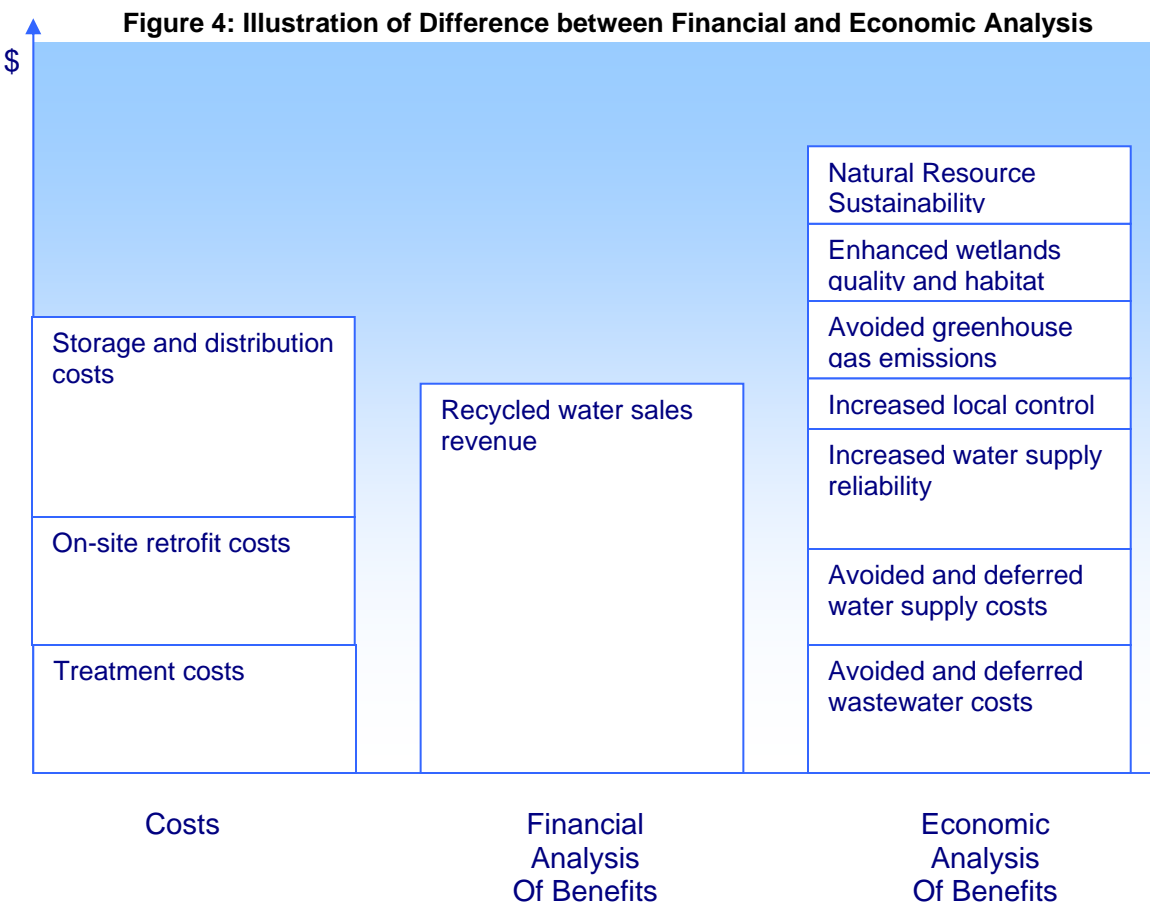 Figure 4: Illustration of Difference between Financial and Economic Analysis
$
Storage and distribution
costs
On-site retrofit costs
Treatment costs
Recycled water sales
revenue
Natural Resource
Sustainability
Enhanced wetlands
quality and habitat
Avoided greenhouse
gas emissions
Increased local control
Increased water supply
reliability
Avoided and deferred
water supply costs
Avoided and deferred
wastewater costs
Costs
Financial
Analysis
Of Benefits
Economic
Analysis
Of Benefits